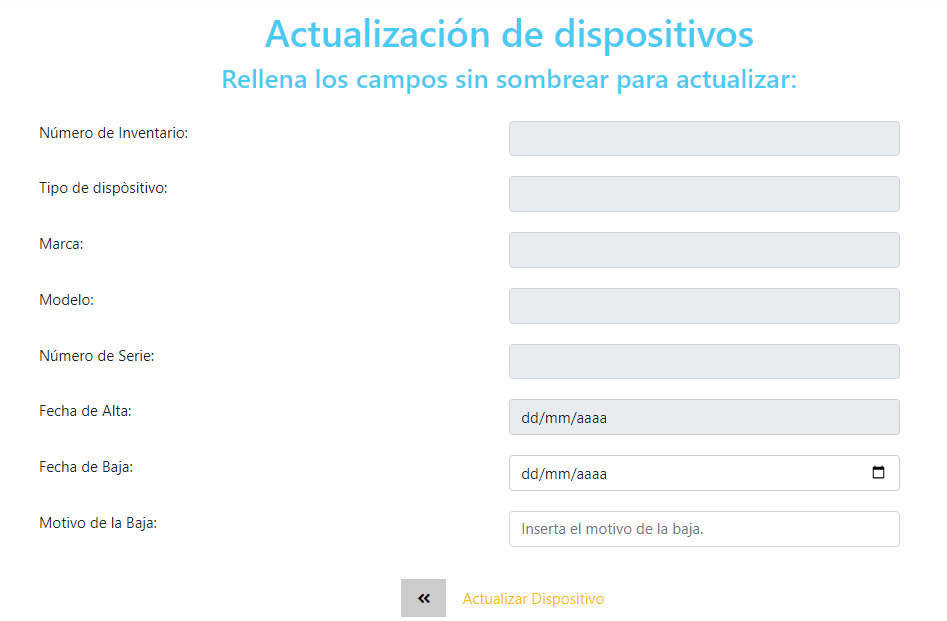 Actualización de dispositivos
Rellena los campos sin sombrear para actualizar:
Número de Inventario:
Tipo de dispòsitivo:
Marca:
Modelo:
Número de Serie:
Fecha de Alta: dd/mm/aaaa
Fecha de Baja: dd/mm/aaaa
Motivo de la Baja: Inserta el motivo de la baja.
« Actualizar Dispositivo